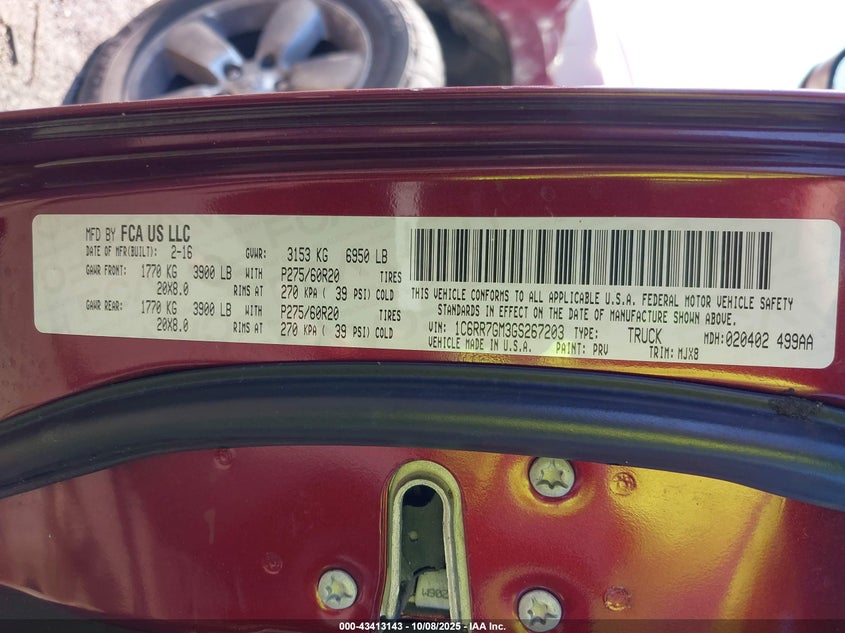 MFD BY FCA US LLC
DATE OF MFR(BUILT): 2-16 GVWR: 3153 KG 6950 LB
GAWR FRONT: 1770 KG 3900 LB WITH P275/60R20 TIRES
20X8.0 RIMS AT 270 KPA ( 39 PSI) COLD
GAWR REAR: 1770 KG 3900 LB WITH P275/60R20 TIRES
20X8.0 RIMS AT 270 KPA ( 39 PSI) COLD
THIS VEHICLE CONFORMS TO ALL APPLICABLE U.S.A. FEDERAL MOTOR VEHICLE SAFETY
STANDARDS IN EFFECT ON THE DATE OF MANUFACTURE SHOWN ABOVE.
VIN: 1C6RR7GM3GS267203 TYPE: TRUCK MDH: 020402 499AA
VEHICLE MADE IN U.S.A. PAINT: PRV TRIM: MJX8
000-43413143 - 10/08/2025 - IAA Inc.